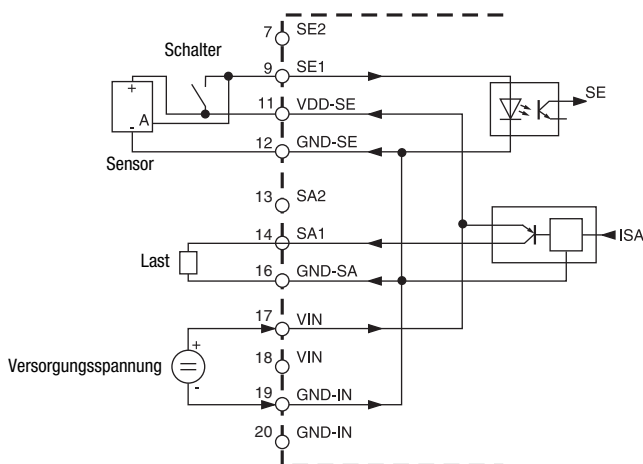 7 SE2
Schalter
9 SE1
+
11 VDD-SE
SE
A
-
12 GND-SE
Sensor
13 SA2
14 SA1
ISA
Last
16 GND-SA
17 VIN
+
Versorgungsspannung
18 VIN
-
19 GND-IN
20 GND-IN